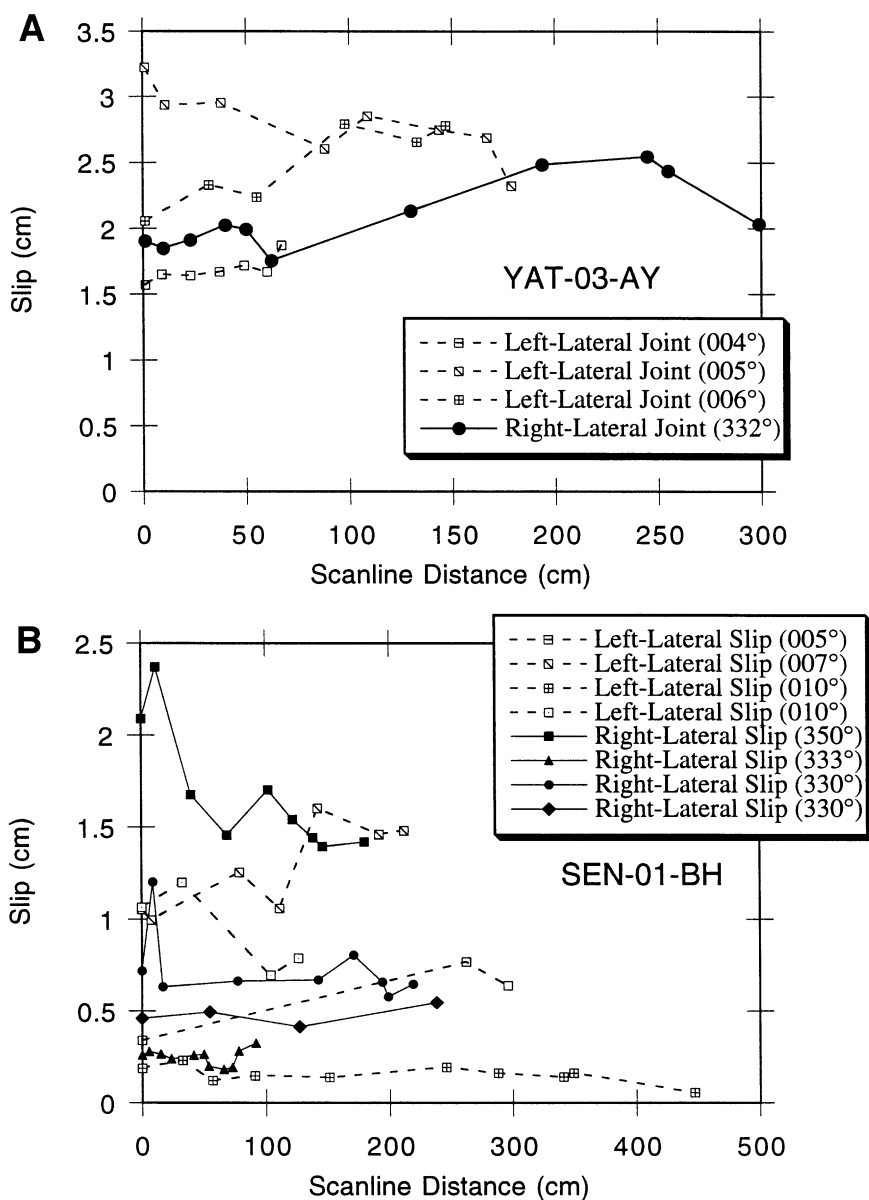 A
3.5
3
2.5
2
1.5
1
0.5
0
Slip (cm)
YAT-03-AY
Left-Lateral Joint (004°)
Left-Lateral Joint (005°)
Left-Lateral Joint (006°)
Right-Lateral Joint (332°)
0 50 100 150 200 250 300
Scanline Distance (cm)
B
2.5
2
1.5
1
0.5
0
Slip (cm)
Left-Lateral Slip (005°)
Left-Lateral Slip (007°)
Left-Lateral Slip (010°)
Left-Lateral Slip (010°)
Right-Lateral Slip (350°)
Right-Lateral Slip (333°)
Right-Lateral Slip (330°)
Right-Lateral Slip (330°)
SEN-01-BH
0 100 200 300 400 500
Scanline Distance (cm)